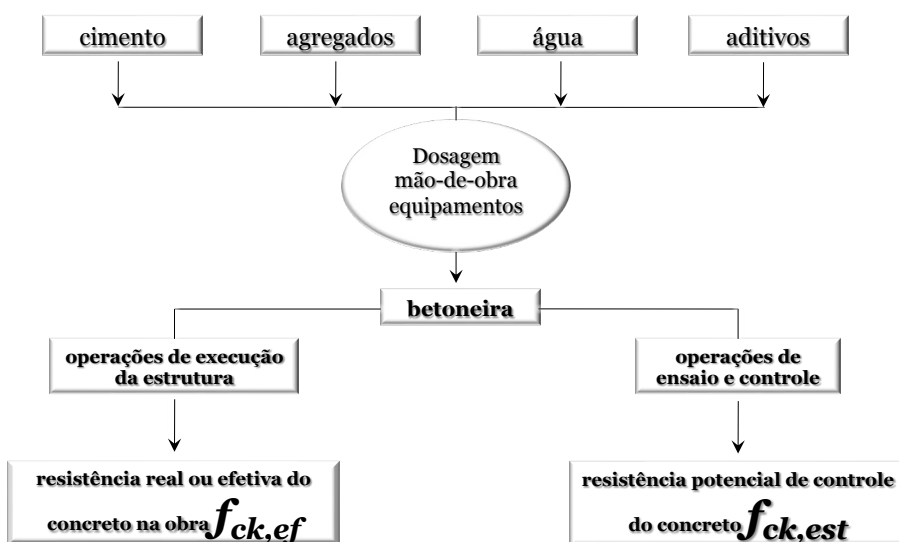 cimento
agregados
água
aditivos
Dosagem
mão-de-obra
equipamentos
betoneira
operações de execução
da estrutura
operações de
ensaio e controle
resistência real ou efetiva do
concreto na obra fck,ef
resistência potencial de controle
do concreto fck,est